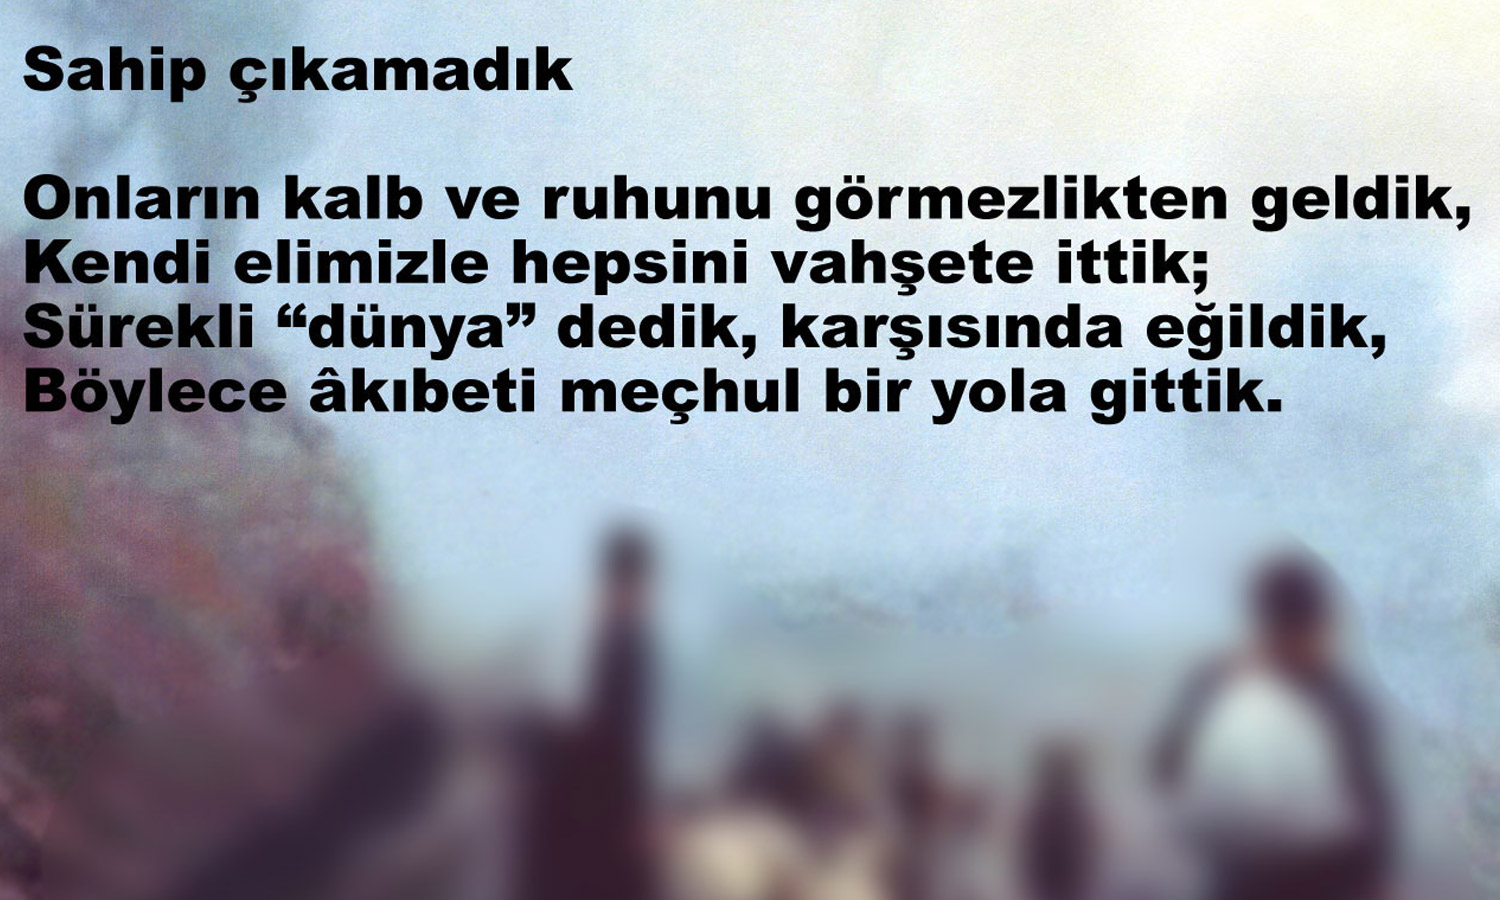 Sahip çıkamadık
Onların kalb ve ruhunu görmezlikten geldik,
Kendi elimizle hepsini vahşete ittik;
Sürekli “dünya” dedik, karşısında eğildik,
Böylece âkıbeti meçhul bir yola gittik.